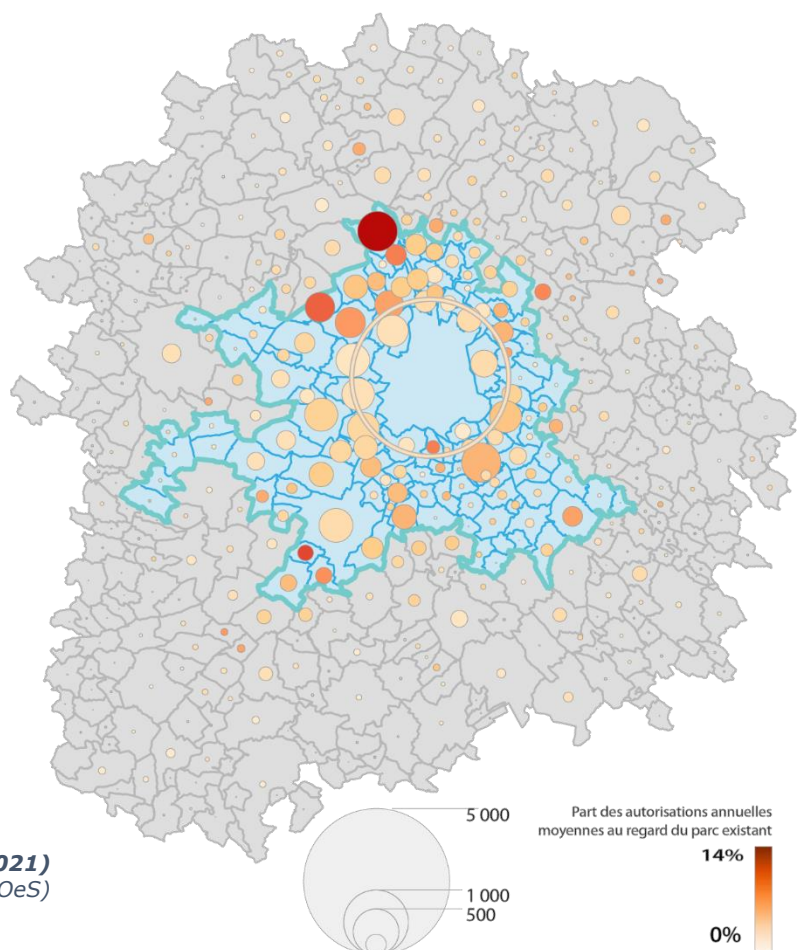 021)
OeS)
5 000
1 000
500
Part des autorisations annuelles
moyennes au regard du parc existant
14%
0%